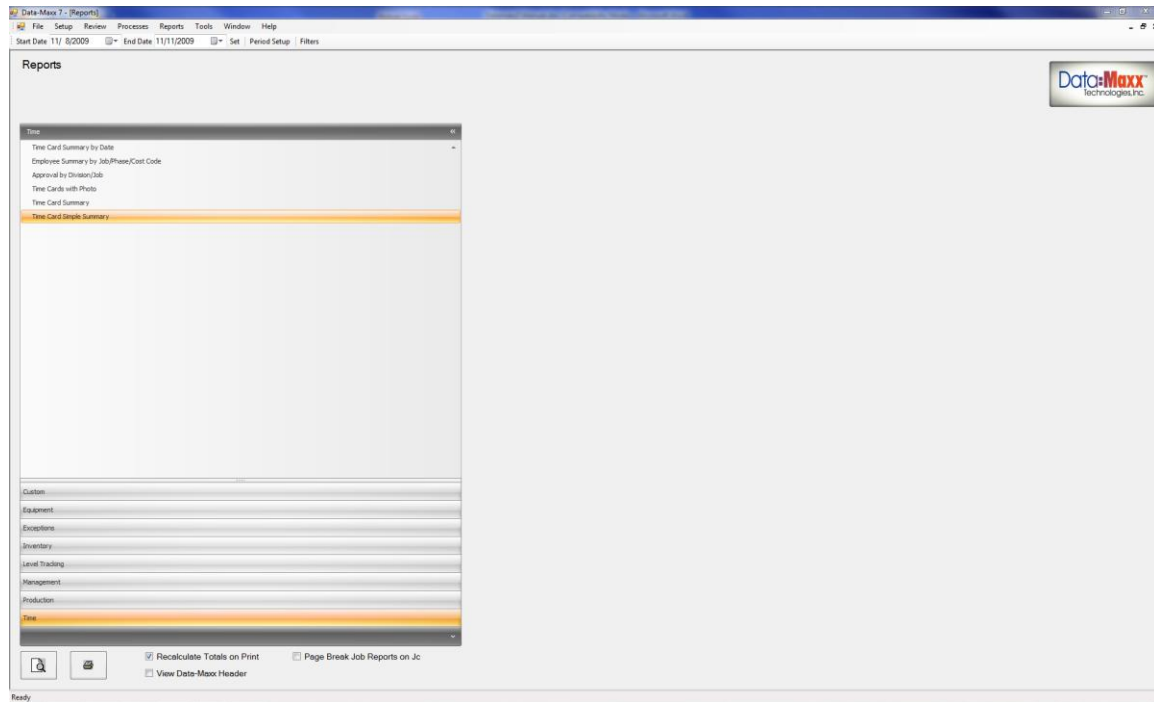 Data-Maxx 7 - [Reports]
File Setup Review Processes Reports Tools Window Help
Start Date 11/ 8/2009 End Date 11/11/2009 Set Period Setup Filters
Reports
Data:Maxx
Technologies,Inc.
Time
Time Card Summary by Date
Employee Summary by Job/Phase/Cost Code
Approval by Division/Job
Time Cards with Photo
Time Card Summary
Time Card Simple Summary
Custom
Equipment
Exceptions
Inventory
Level Tracking
Management
Production
Time
Recalculate Totals on Print Page Break Job Reports on Jc
View Data-Maxx Header
Ready